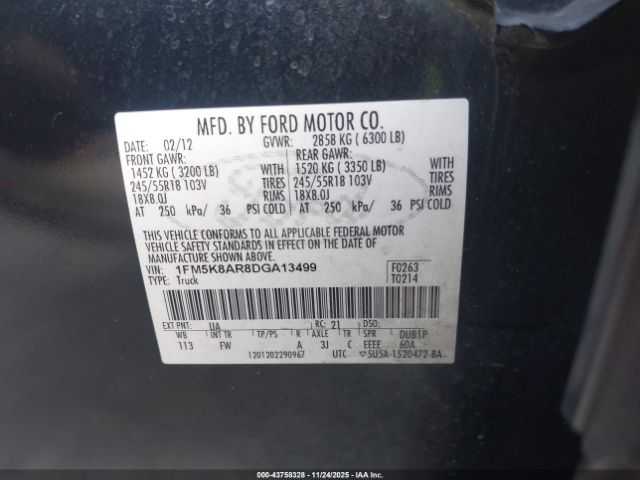 MFD. BY FORD MOTOR CO.
DATE: 02/12 GVWR: 2858 KG ( 6300 LB)
FRONT GAWR: REAR GAWR:
1452 KG ( 3200 LB) WITH 1520 KG ( 3350 LB) WITH
245/55R18 103V TIRES 245/55R18 103V TIRES
18X8.0J RIMS 18X8.0J RIMS
AT 250 kPa/ 36 PSI COLD AT 250 kPa/ 36 PSI COLD
THIS VEHICLE CONFORMS TO ALL APPLICABLE FEDERAL MOTOR
VEHICLE SAFETY STANDARDS IN EFFECT ON THE DATE OF
MANUFACTURE SHOWN ABOVE.
VIN: 1FM5K8AR8DGA13499 F0263
TYPE: Truck T0214
EXT PNT: UA RC: 21 DSO:
WB INT TR TP/PS R AXLE TR SPR DUB1P
113 FW A 3J C EEEE 60A
1201202290967 UTC 5U5A-1520472-BA
000-43758328 - 11/24/2025 - IAA, Inc.